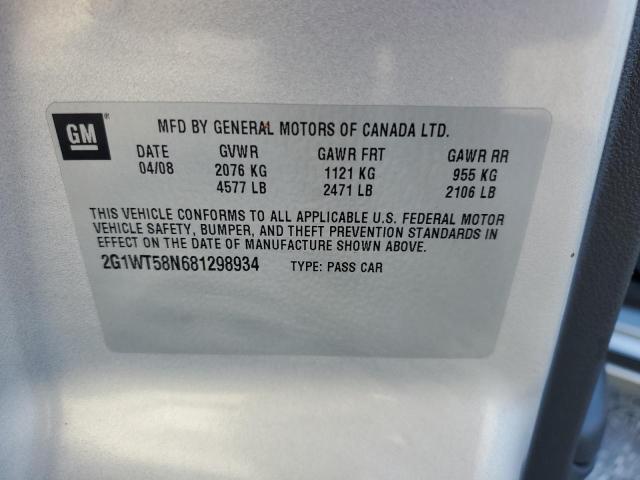 GM ®
MFD BY GENERAL MOTORS OF CANADA LTD.
DATE GVWR GAWR FRT GAWR RR
04/08 2076 KG 1121 KG 955 KG
4577 LB 2471 LB 2106 LB
THIS VEHICLE CONFORMS TO ALL APPLICABLE U.S. FEDERAL MOTOR
VEHICLE SAFETY, BUMPER, AND THEFT PREVENTION STANDARDS IN
EFFECT ON THE DATE OF MANUFACTURE SHOWN ABOVE.
2G1WT58N681298934 TYPE: PASS CAR